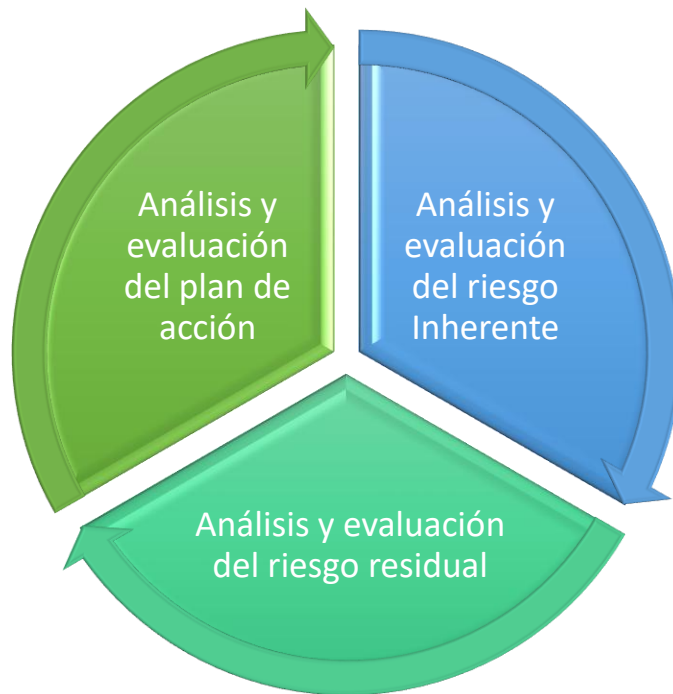 Análisis y
evaluación
del plan de
acción
Análisis y
evaluación
del riesgo
Inherente
Análisis y evaluación
del riesgo residual